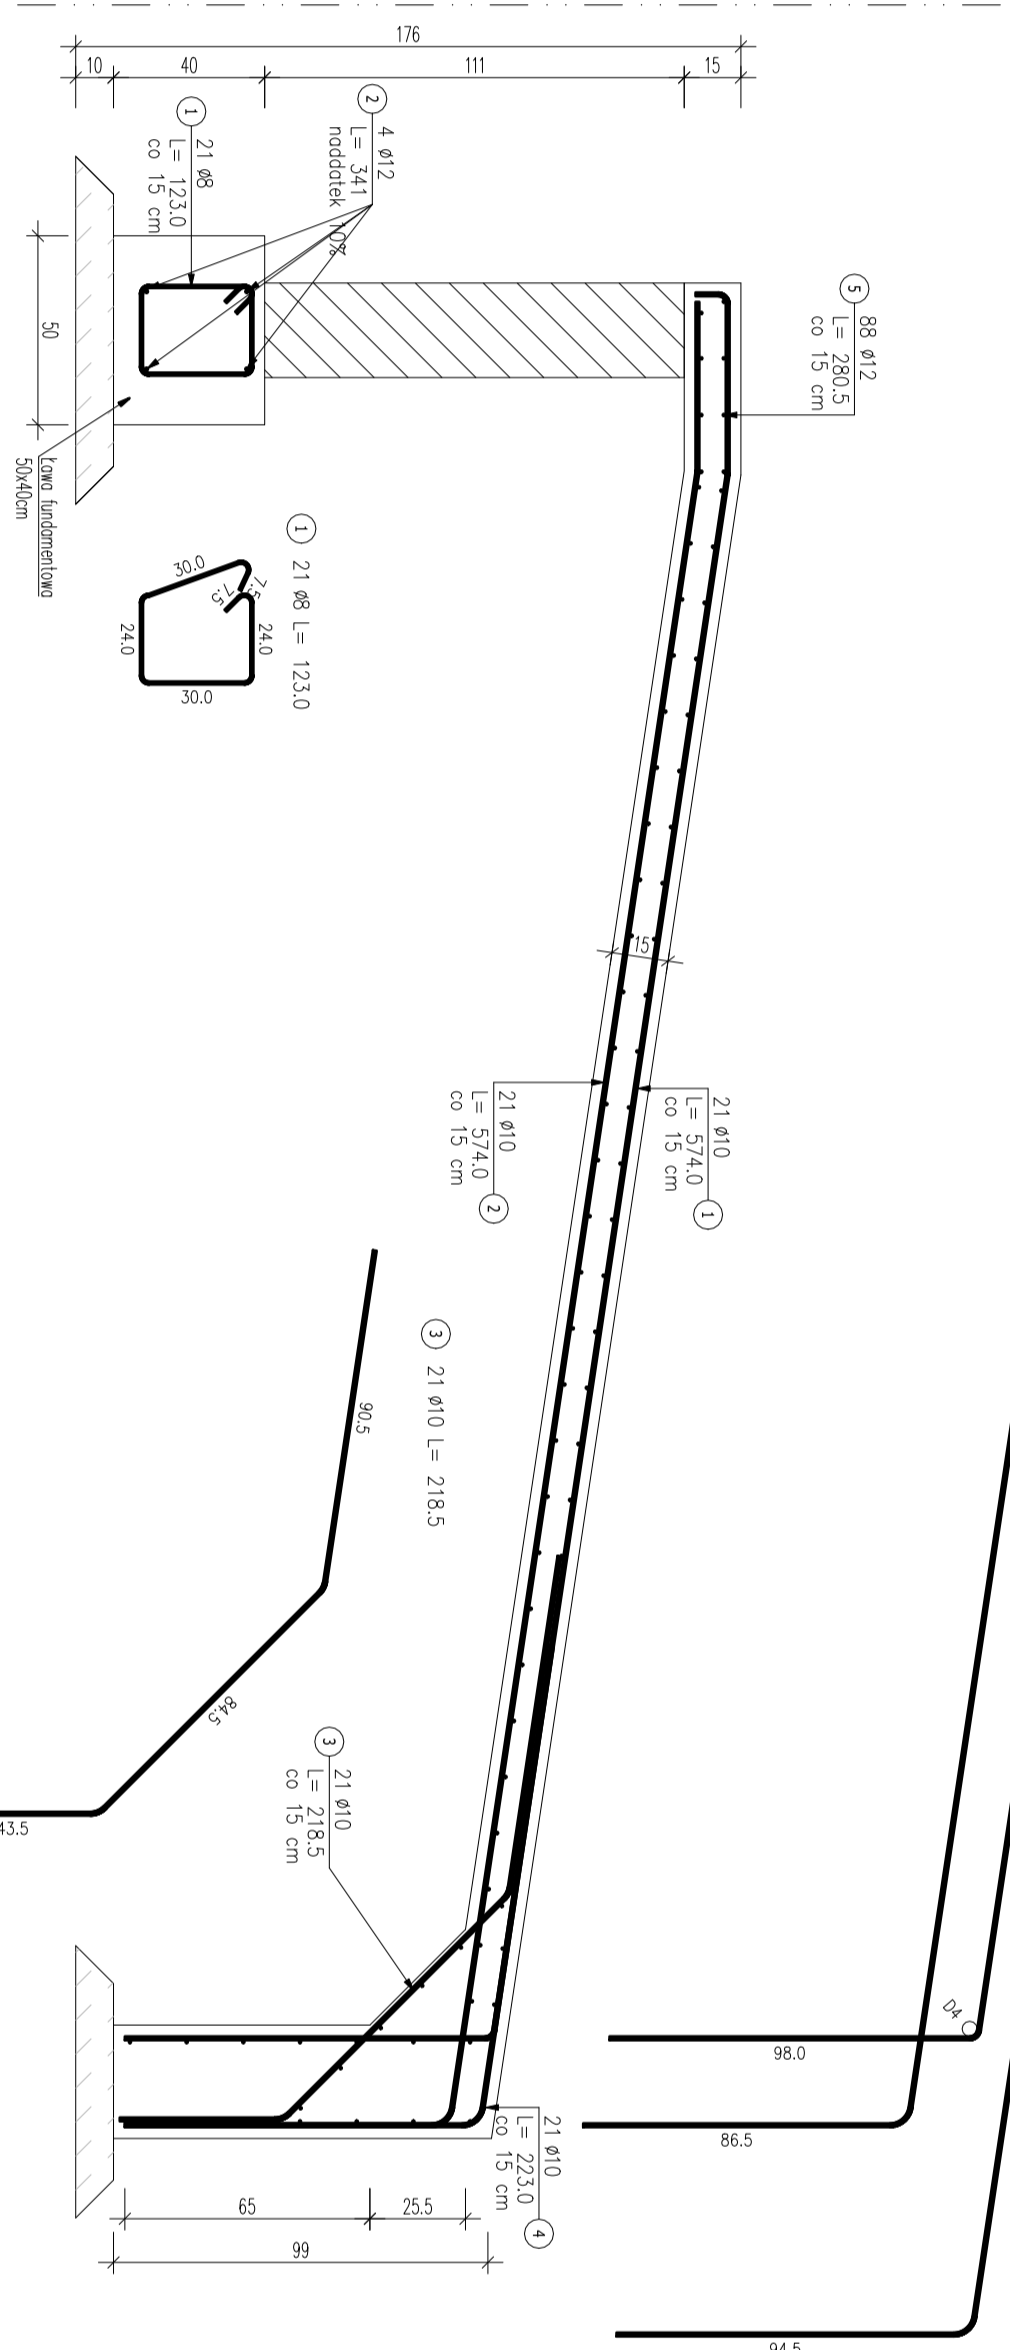 176
10
40
111
15
2
4 ø12
L= 341
naddatek 10%
1
21 ø8
L= 123.0
co 15 cm
5
88 ø12
L= 280.5
co 15 cm
50
Ława fundamentowa
50x40cm
1
21 ø8 L= 123.0
30.0
7.5
7.5
24.0
24.0
30.0
15
21 ø10
L= 574.0
co 15 cm
1
21 ø10
L= 574.0
co 15 cm
2
3
21 ø10 L= 218.5
90.5
84.5
43.5
3
21 ø10
L= 218.5
co 15 cm
D4
98.0
86.5
94.5
21 ø10
L= 223.0
co 15 cm
4
65
25.5
99